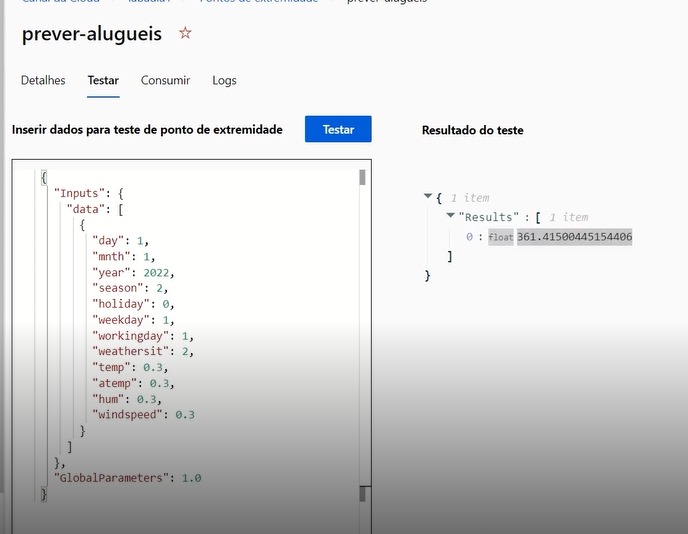 Canal da Cloud
Pontos de extremidade
prever-alugueis
prever-alugueis
Detalhes Testar Consumir Logs
Inserir dados para teste de ponto de extremidade Testar Resultado do teste
{
"Inputs": {
"data": [
{
"day": 1,
"mnth": 1,
"year": 2022,
"season": 2,
"holiday": 0,
"weekday": 1,
"workingday": 1,
"weathersit": 2,
"temp": 0.3,
"atemp": 0.3,
"hum": 0.3,
"windspeed": 0.3
}
]
},
"GlobalParameters": 1.0
}
{ 1 item
"Results" : [ 1 item
0 : float 361.41500445154406
]
}